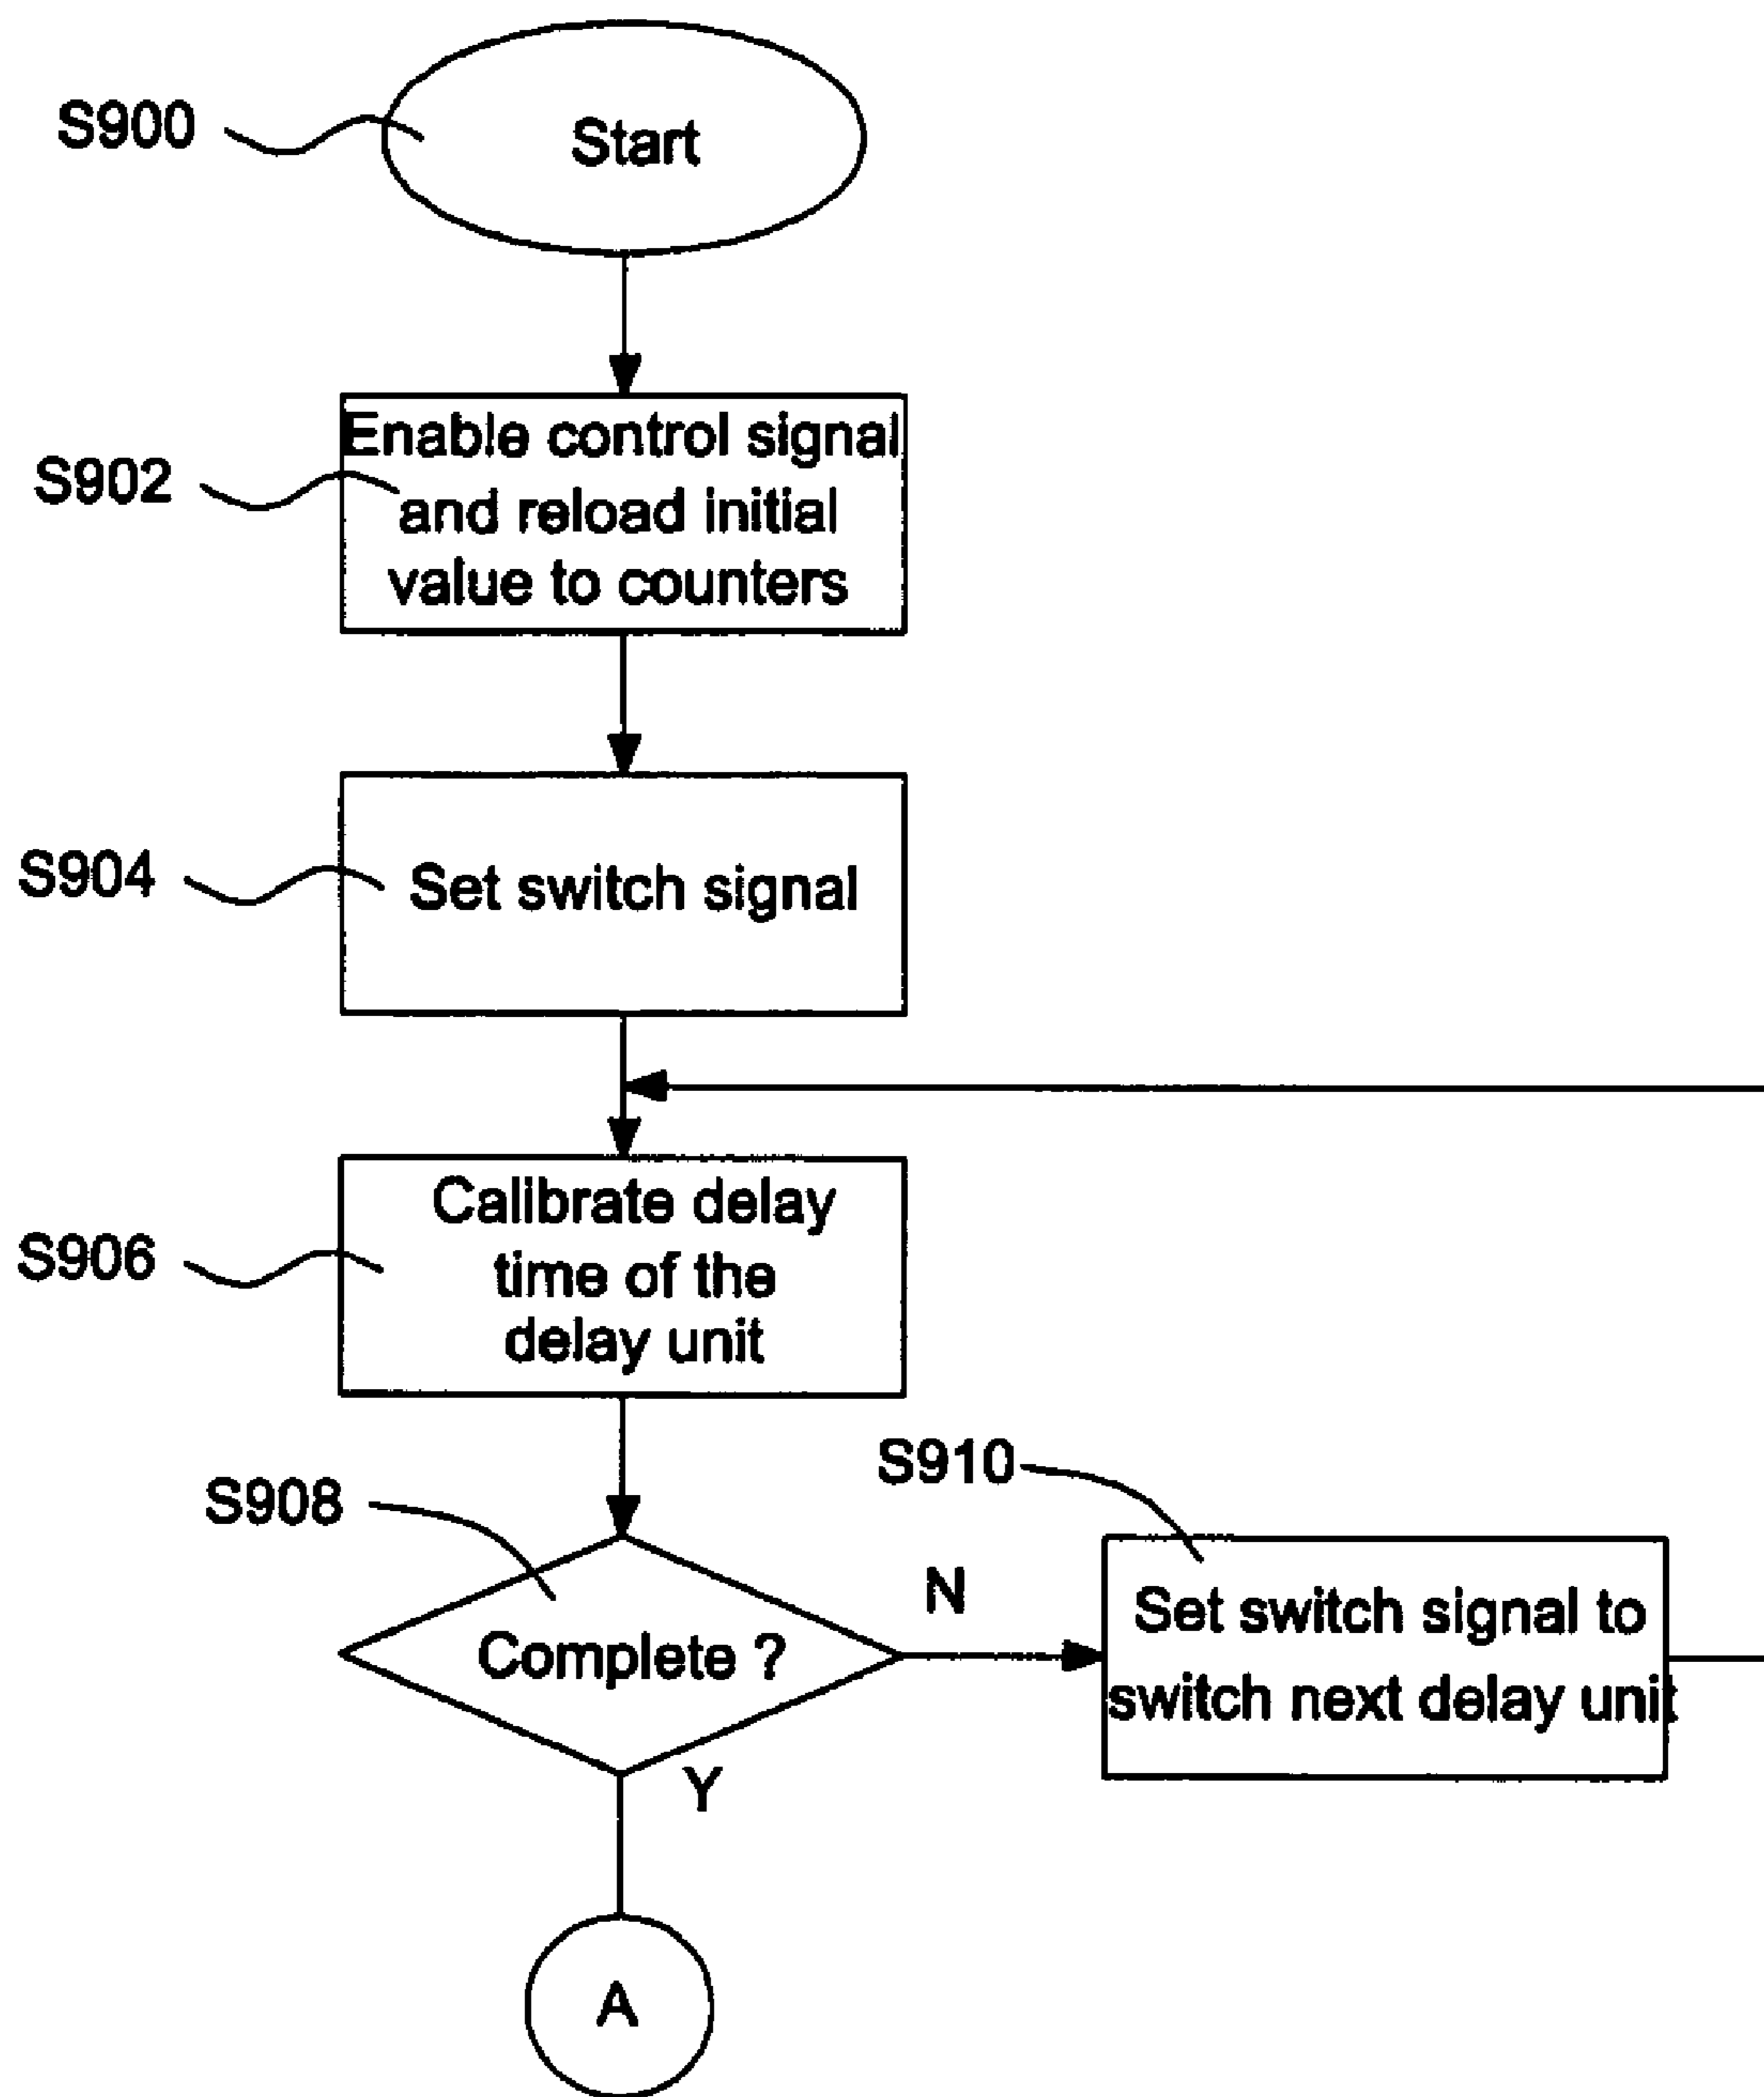 S900
Start
S902
Enable control signal
and reload initial
value to counters
S904
Set switch signal
S906
Calibrate delay
time of the
delay unit
S908
Complete ?
N
Y
S910
Set switch signal to
switch next delay unit
A